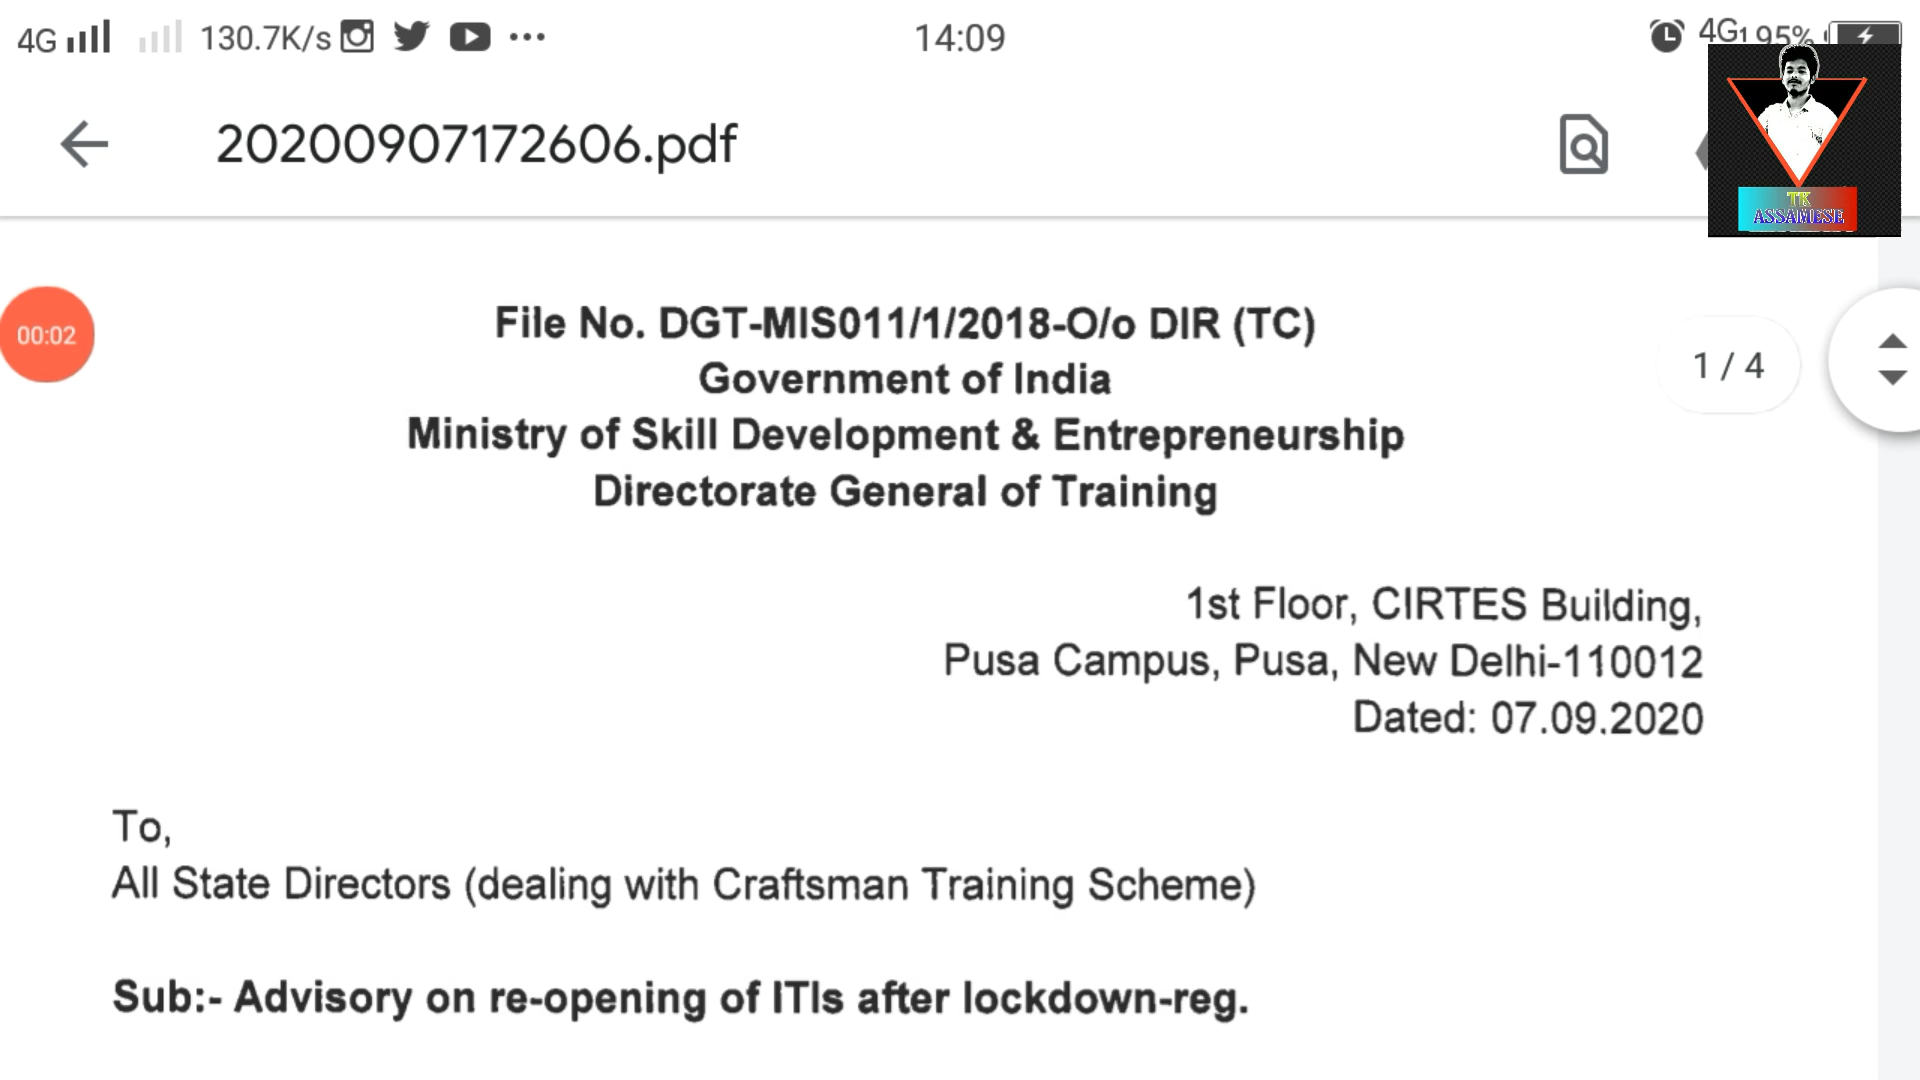 4G 130.7K/s 14:09 4G 95%
20200907172606.pdf
TK
ASSAMESE
00:02
1 / 4
File No. DGT-MIS011/1/2018-O/o DIR (TC)
Government of India
Ministry of Skill Development & Entrepreneurship
Directorate General of Training
1st Floor, CIRTES Building,
Pusa Campus, Pusa, New Delhi-110012
Dated: 07.09.2020
To,
All State Directors (dealing with Craftsman Training Scheme)
Sub:- Advisory on re-opening of ITIs after lockdown-reg.